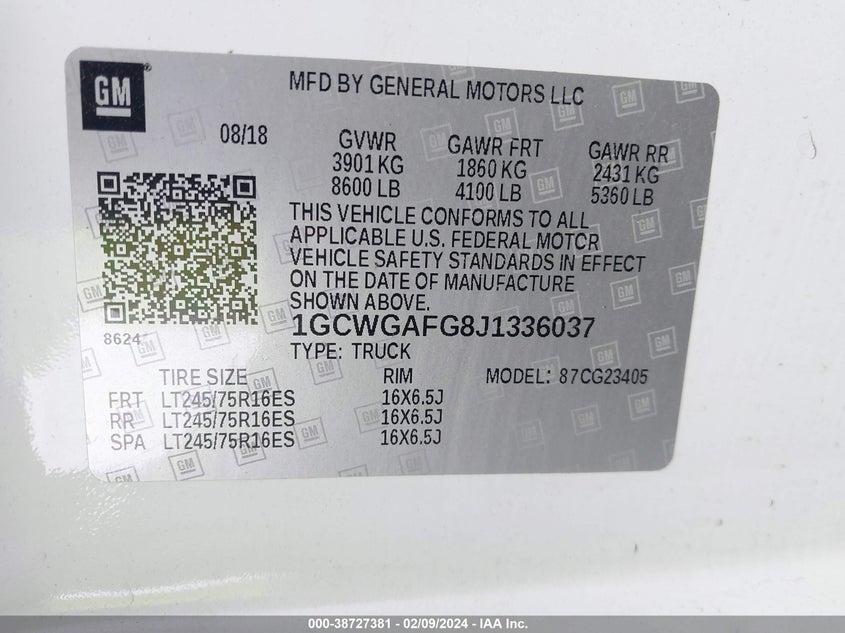 GM
MFD BY GENERAL MOTORS LLC
08/18
GVWR GAWR FRT GAWR RR
3901 KG 1860 KG 2431 KG
8600 LB 4100 LB 5360 LB
THIS VEHICLE CONFORMS TO ALL
APPLICABLE U.S. FEDERAL MOTOR
VEHICLE SAFETY STANDARDS IN EFFECT
ON THE DATE OF MANUFACTURE
SHOWN ABOVE.
8624
1GCWGAFG8J1336037
TYPE: TRUCK
TIRE SIZE RIM MODEL: 87CG23405
FRT LT245/75R16ES 16X6.5J
RR LT245/75R16ES 16X6.5J
SPA LT245/75R16ES 16X6.5J
000-38727381 - 02/09/2024 - IAA Inc.